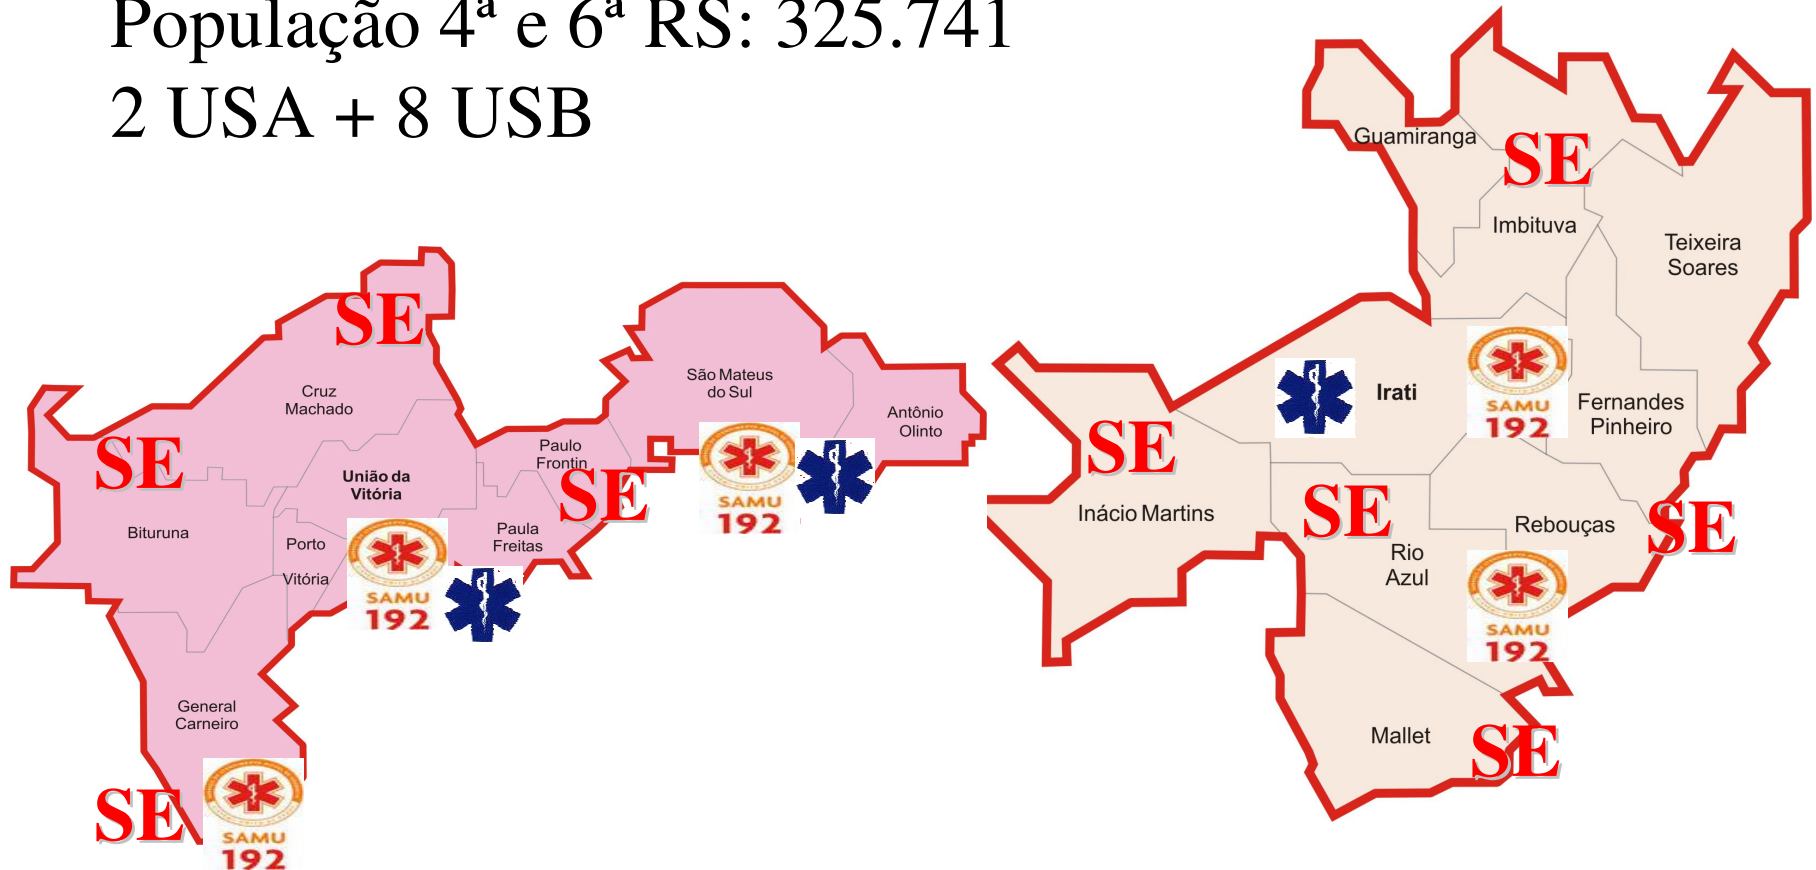 População 4ª e 6ª RS: 325.741
2 USA + 8 USB
SE
Cruz
Machado
SE
Bituruna
União da
Vitória
Porto
Vitória
SAMU
192
General
Carneiro
SE
SAMU
192
Paulo
Frontin
SE
Paula
Freitas
São Mateus
do Sul
SAMU
192
Antônio
Olinto
Guamiranga
SE
Imbituva
Teixeira
Soares
Irati
SAMU
192
Fernandes
Pinheiro
SE
Inácio Martins
SE
Rio
Azul
Rebouças
SE
SAMU
192
Mallet
SE